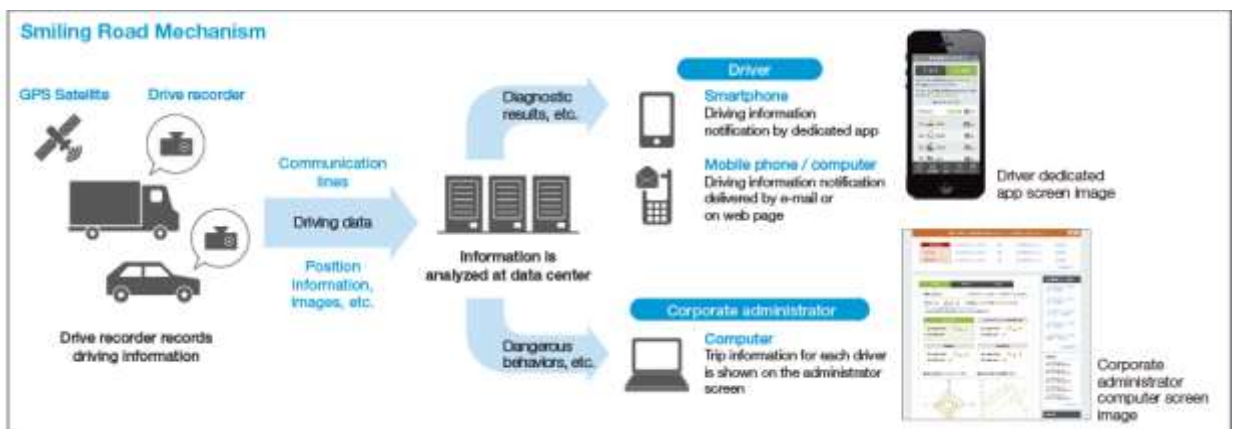 Smiling Road Mechanism
GPS Satellite
Drive recorder
Drive recorder records
driving information
Communication
lines
Driving data
Position
information,
images, etc.
Information is
analyzed at data center
Diagnostic
results, etc.
Dangerous
behaviors, etc.
Driver
Smartphone
Driving information
notification by dedicated app
Mobile phone / computer
Driving information notification
delivered by e-mail or
on web page
Driver dedicated
app screen image
Corporate administrator
Computer
Trip information for each driver
is shown on the administrator
screen
Corporate
administrator
computer screen
image